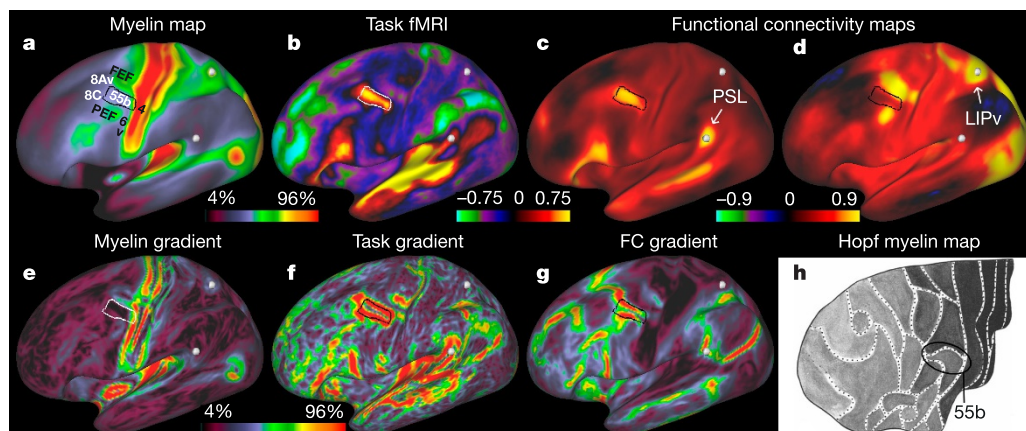 Myelin map
Task fMRI
Functional connectivity maps
a
b
c
d
FEF
8Av
8C
55b
4
PEF 6
v
PSL
LIPv
4% 96%
−0.75 0 0.75
−0.9 0 0.9
Myelin gradient
Task gradient
FC gradient
Hopf myelin map
e
f
g
h
4% 96%
55b